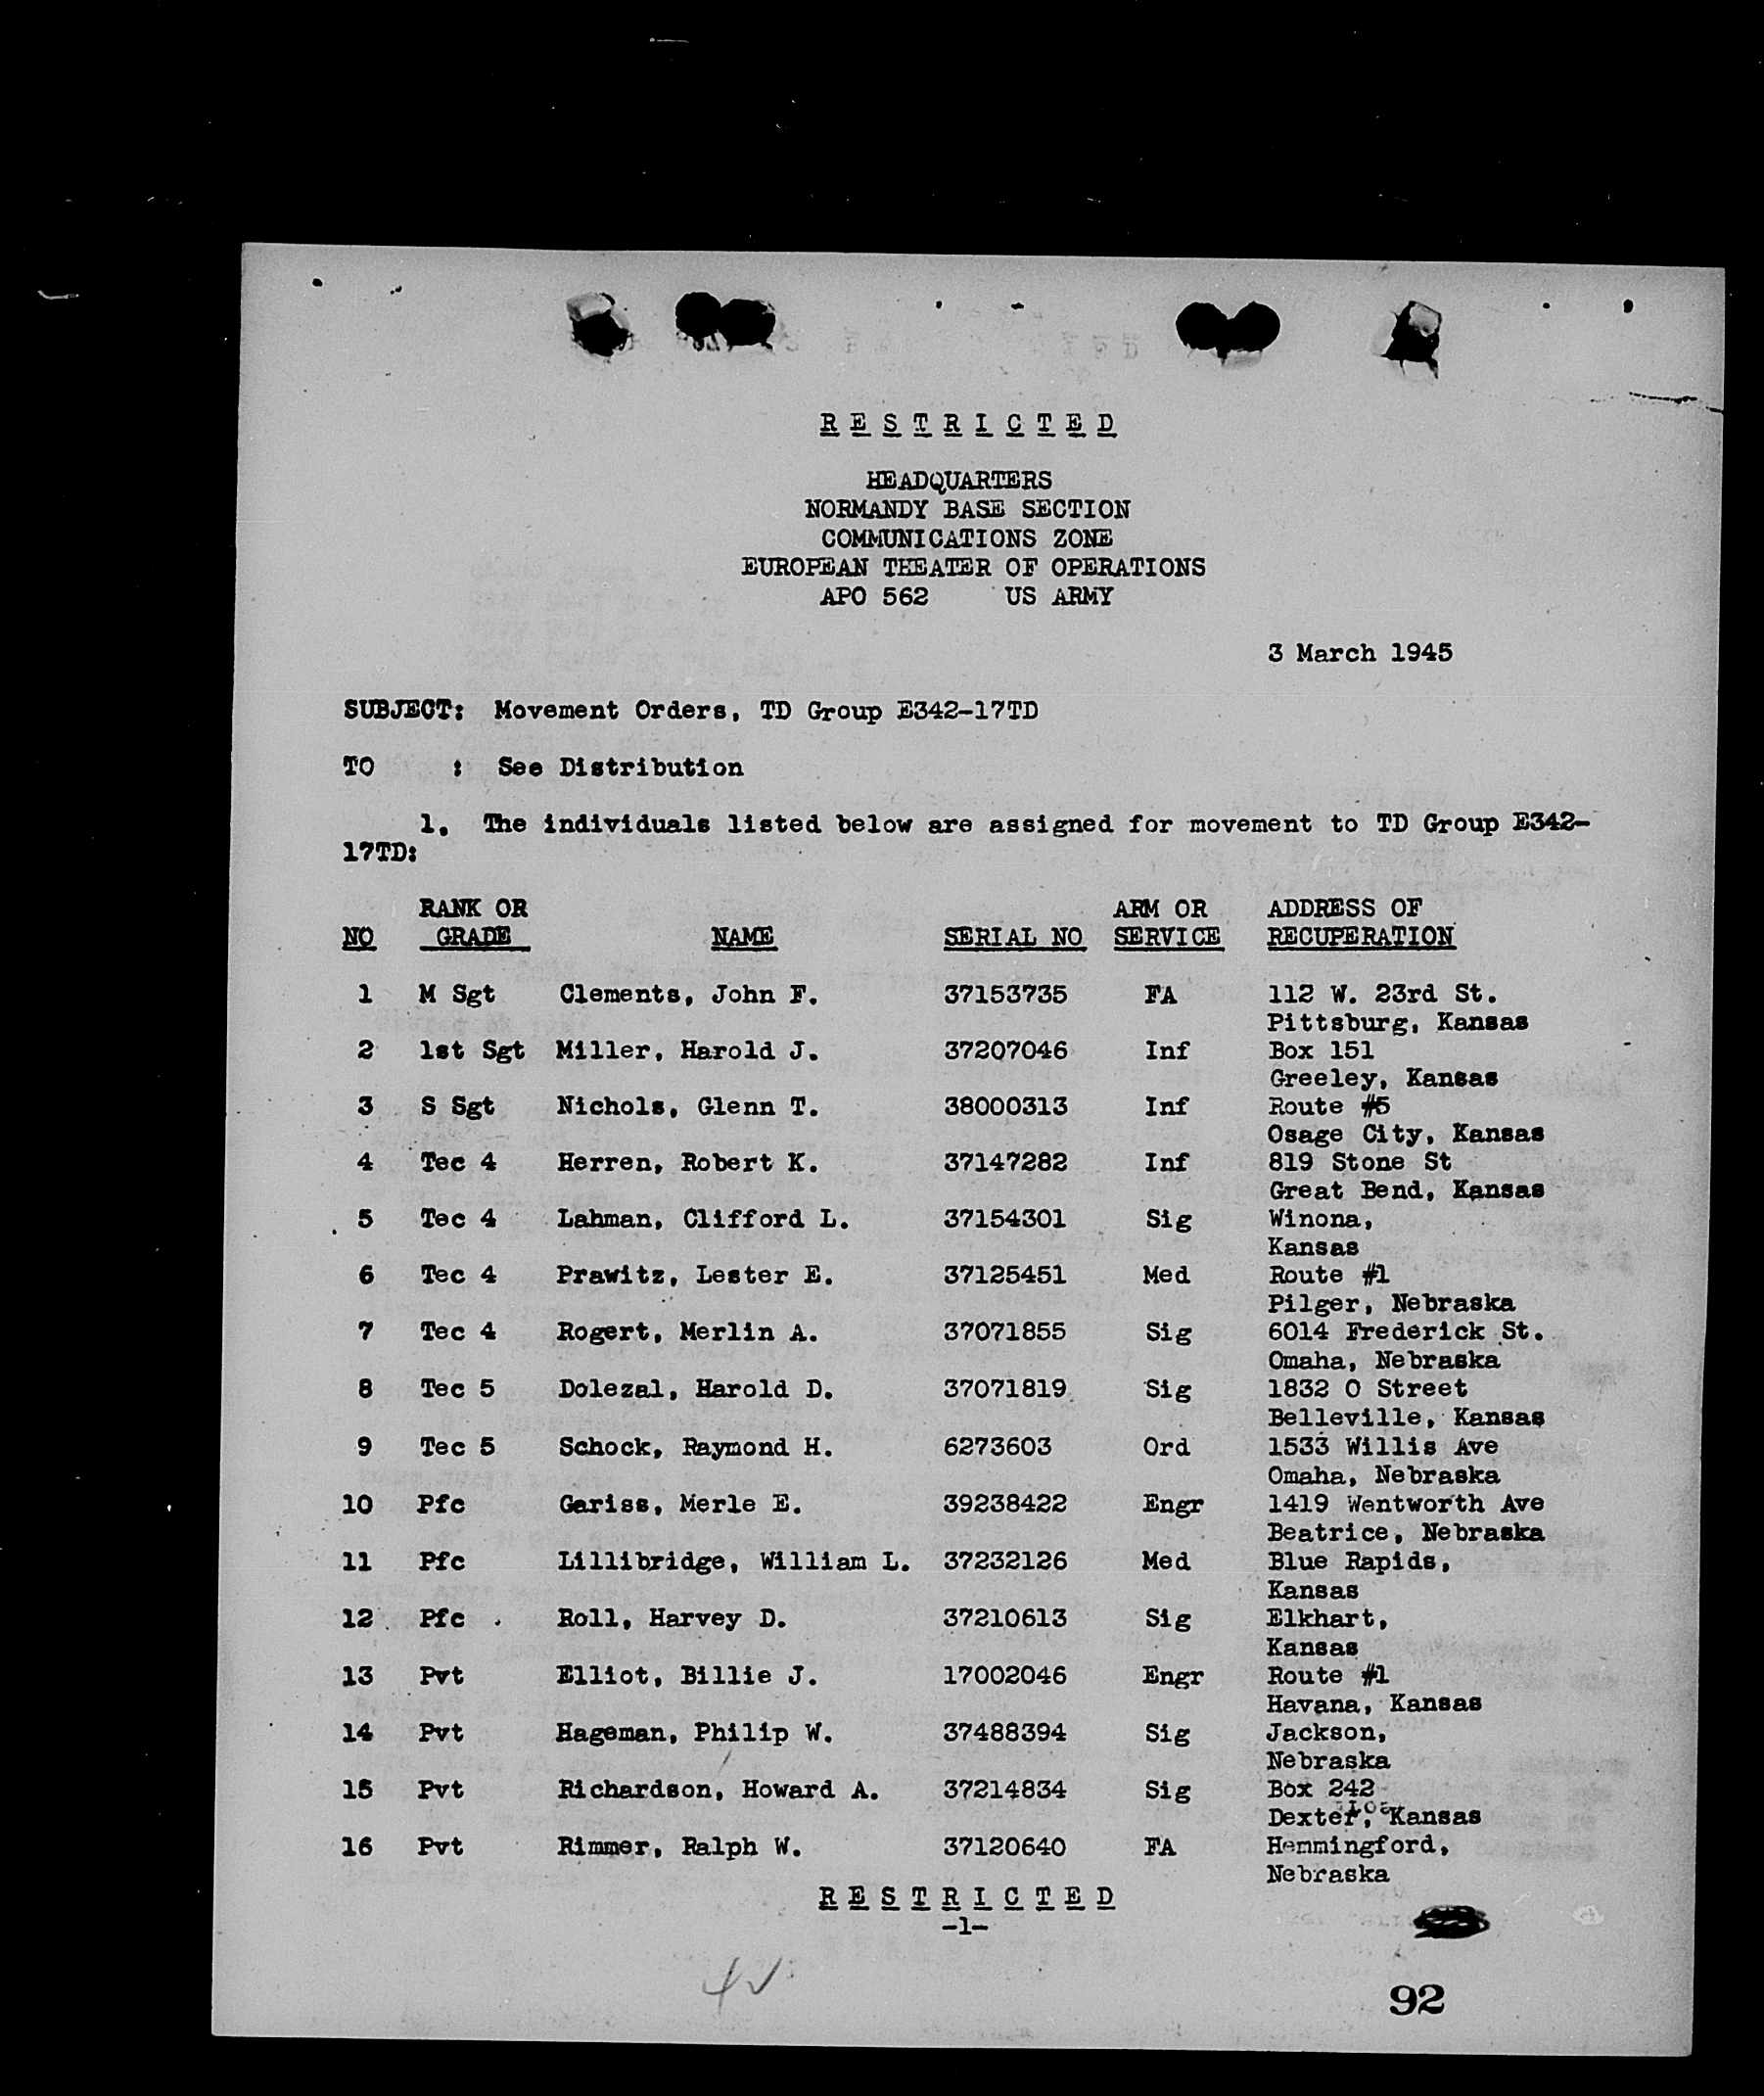 R E S T R I C T E D
HEADQUARTERS
NORMANDY BASE SECTION
COMMUNICATIONS ZONE
EUROPEAN THEATER OF OPERATIONS
APO 562 US ARMY
3 March 1945
SUBJECT: Movement Orders, TD Group E342-17TD
TO : See Distribution
1. The individuals listed below are assigned for movement to TD Group E342-
17TD:
RANK OR ARM OR ADDRESS OF
NO GRADE NAME SERIAL NO SERVICE RECUPERATION
1 M Sgt Clements, John F. 37153735 FA 112 W. 23rd St.
Pittsburg, Kansas
2 1st Sgt Miller, Harold J. 37207046 Inf Box 151
Greeley, Kansas
3 S Sgt Nichols, Glenn T. 38000313 Inf Route #5
Osage City, Kansas
4 Tec 4 Herren, Robert K. 37147282 Inf 819 Stone St
Great Bend, Kansas
5 Tec 4 Lahman, Clifford L. 37154301 Sig Winona,
Kansas
6 Tec 4 Prawitz, Lester E. 37125451 Med Route #1
Pilger, Nebraska
7 Tec 4 Rogert, Merlin A. 37071855 Sig 6014 Frederick St.
Omaha, Nebraska
8 Tec 5 Dolezal, Harold D. 37071819 Sig 1832 O Street
Belleville, Kansas
9 Tec 5 Schock, Raymond H. 6273603 Ord 1533 Willis Ave
Omaha, Nebraska
10 Pfc Gariss, Merle E. 39238422 Engr 1419 Wentworth Ave
Beatrice, Nebraska
11 Pfc Lillibridge, William L. 37232126 Med Blue Rapids,
Kansas
12 Pfc Roll, Harvey D. 37210613 Sig Elkhart,
Kansas
13 Pvt Elliot, Billie J. 17002046 Engr Route #1
Havana, Kansas
14 Pvt Hageman, Philip W. 37488394 Sig Jackson,
Nebraska
15 Pvt Richardson, Howard A. 37214834 Sig Box 242
Dexter, Kansas
16 Pvt Rimmer, Ralph W. 37120640 FA Hemmingford,
Nebraska
R E S T R I C T E D
-1-
92